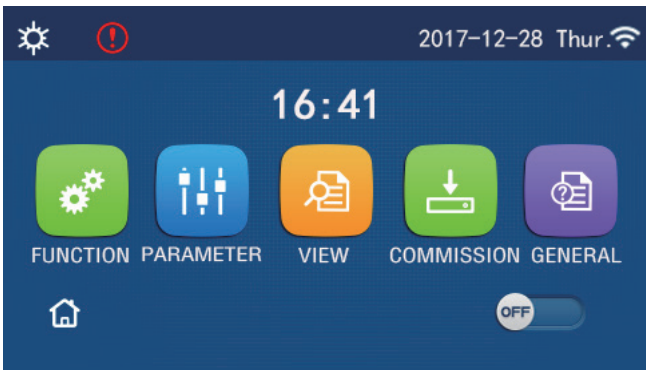 2017-12-28 Thur.
16:41
FUNCTION PARAMETER VIEW COMMISSION GENERAL
OFF